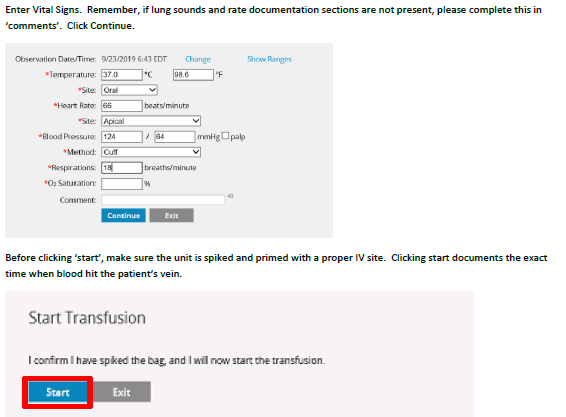 Enter Vital Signs.  Remember, if lung sounds and rate documentation sections are not present, please complete this in
‘comments’.  Click Continue.
Observation Date/Time: 9/23/2019 6:43 EDT Change Show Ranges
*Temperature: 37.0 °C 98.6 °F
*Site: Oral
*Heart Rate: 66 beats/minute
*Site: Apical
*Blood Pressure: 124 / 64 mmHg palp
*Method: Cuff
*Respirations: 18 breaths/minute
*O₂ Saturation: %
Comment: 40
Continue Exit
Before clicking ‘start’, make sure the unit is spiked and primed with a proper IV site.  Clicking start documents the exact
time when blood hit the patient’s vein.
Start Transfusion
I confirm I have spiked the bag, and I will now start the transfusion.
Start Exit